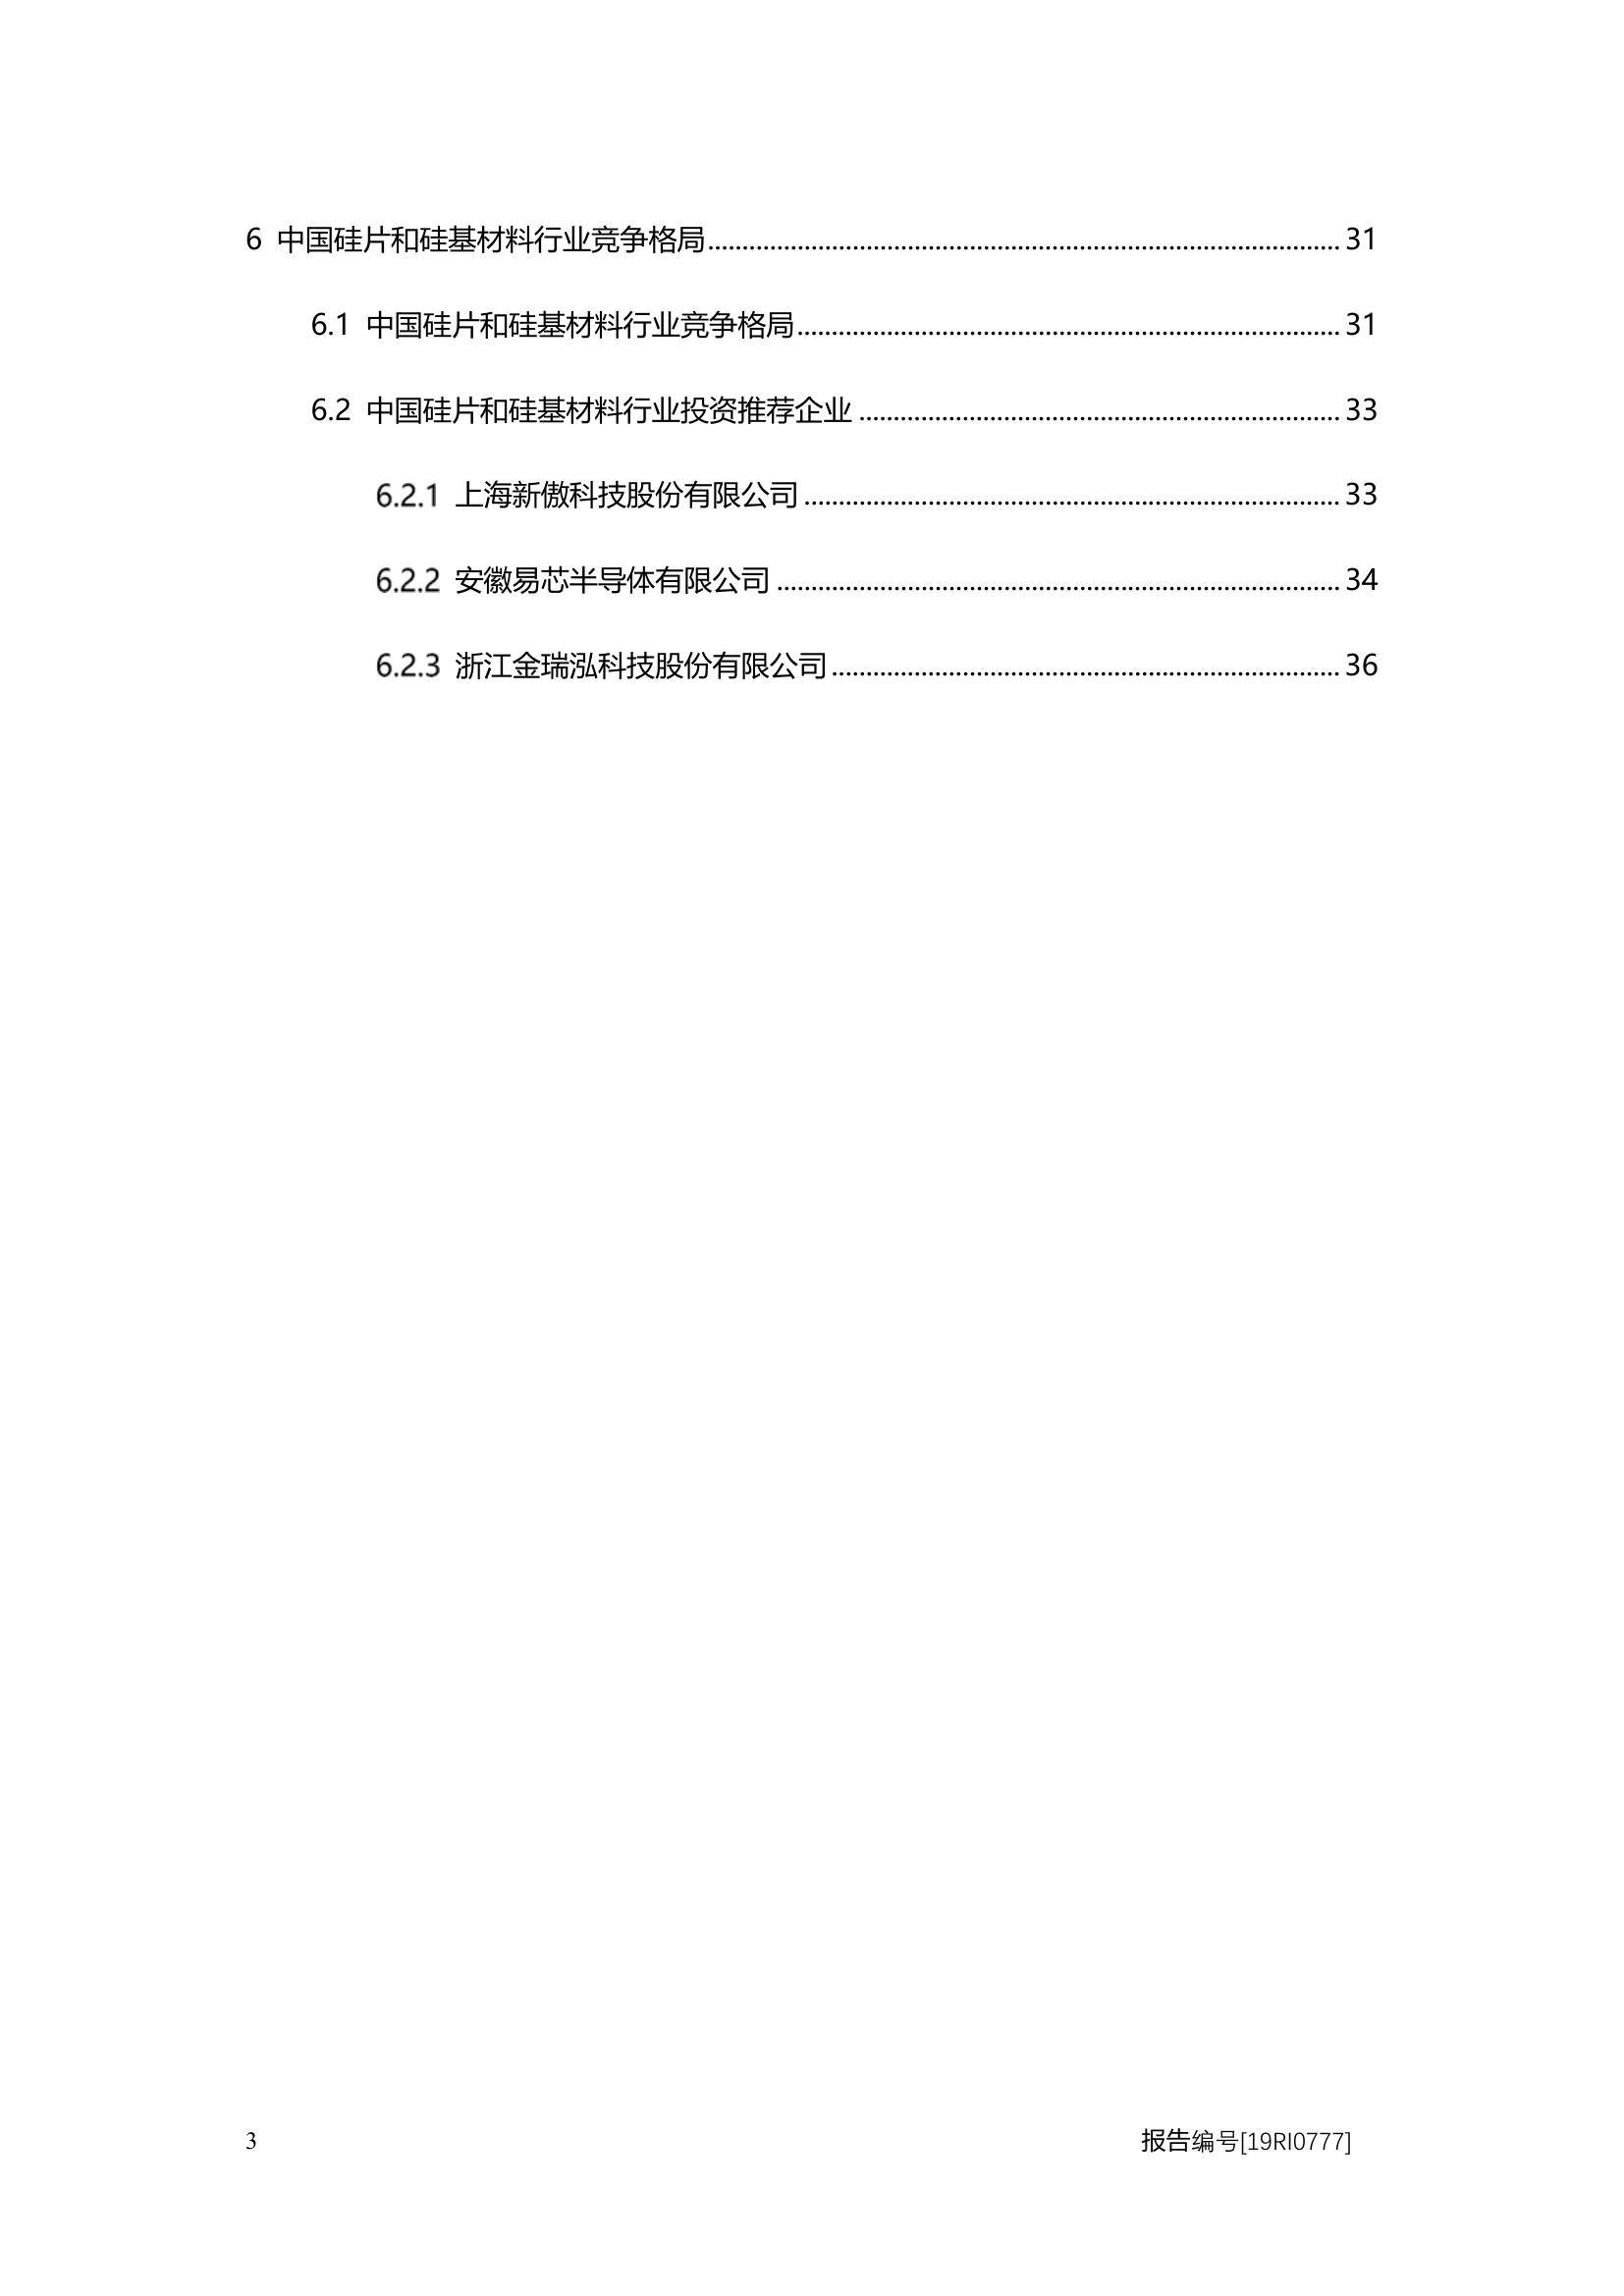 6 中国硅片和硅基材料行业竞争格局........................................ 31
6.1 中国硅片和硅基材料行业竞争格局........................................ 31
6.2 中国硅片和硅基材料行业投资推荐企业........................................ 33
6.2.1 上海新傲科技股份有限公司........................................ 33
6.2.2 安徽易芯半导体有限公司........................................ 34
6.2.3 浙江金瑞泓科技股份有限公司........................................ 36
3 报告编号[19RI0777]